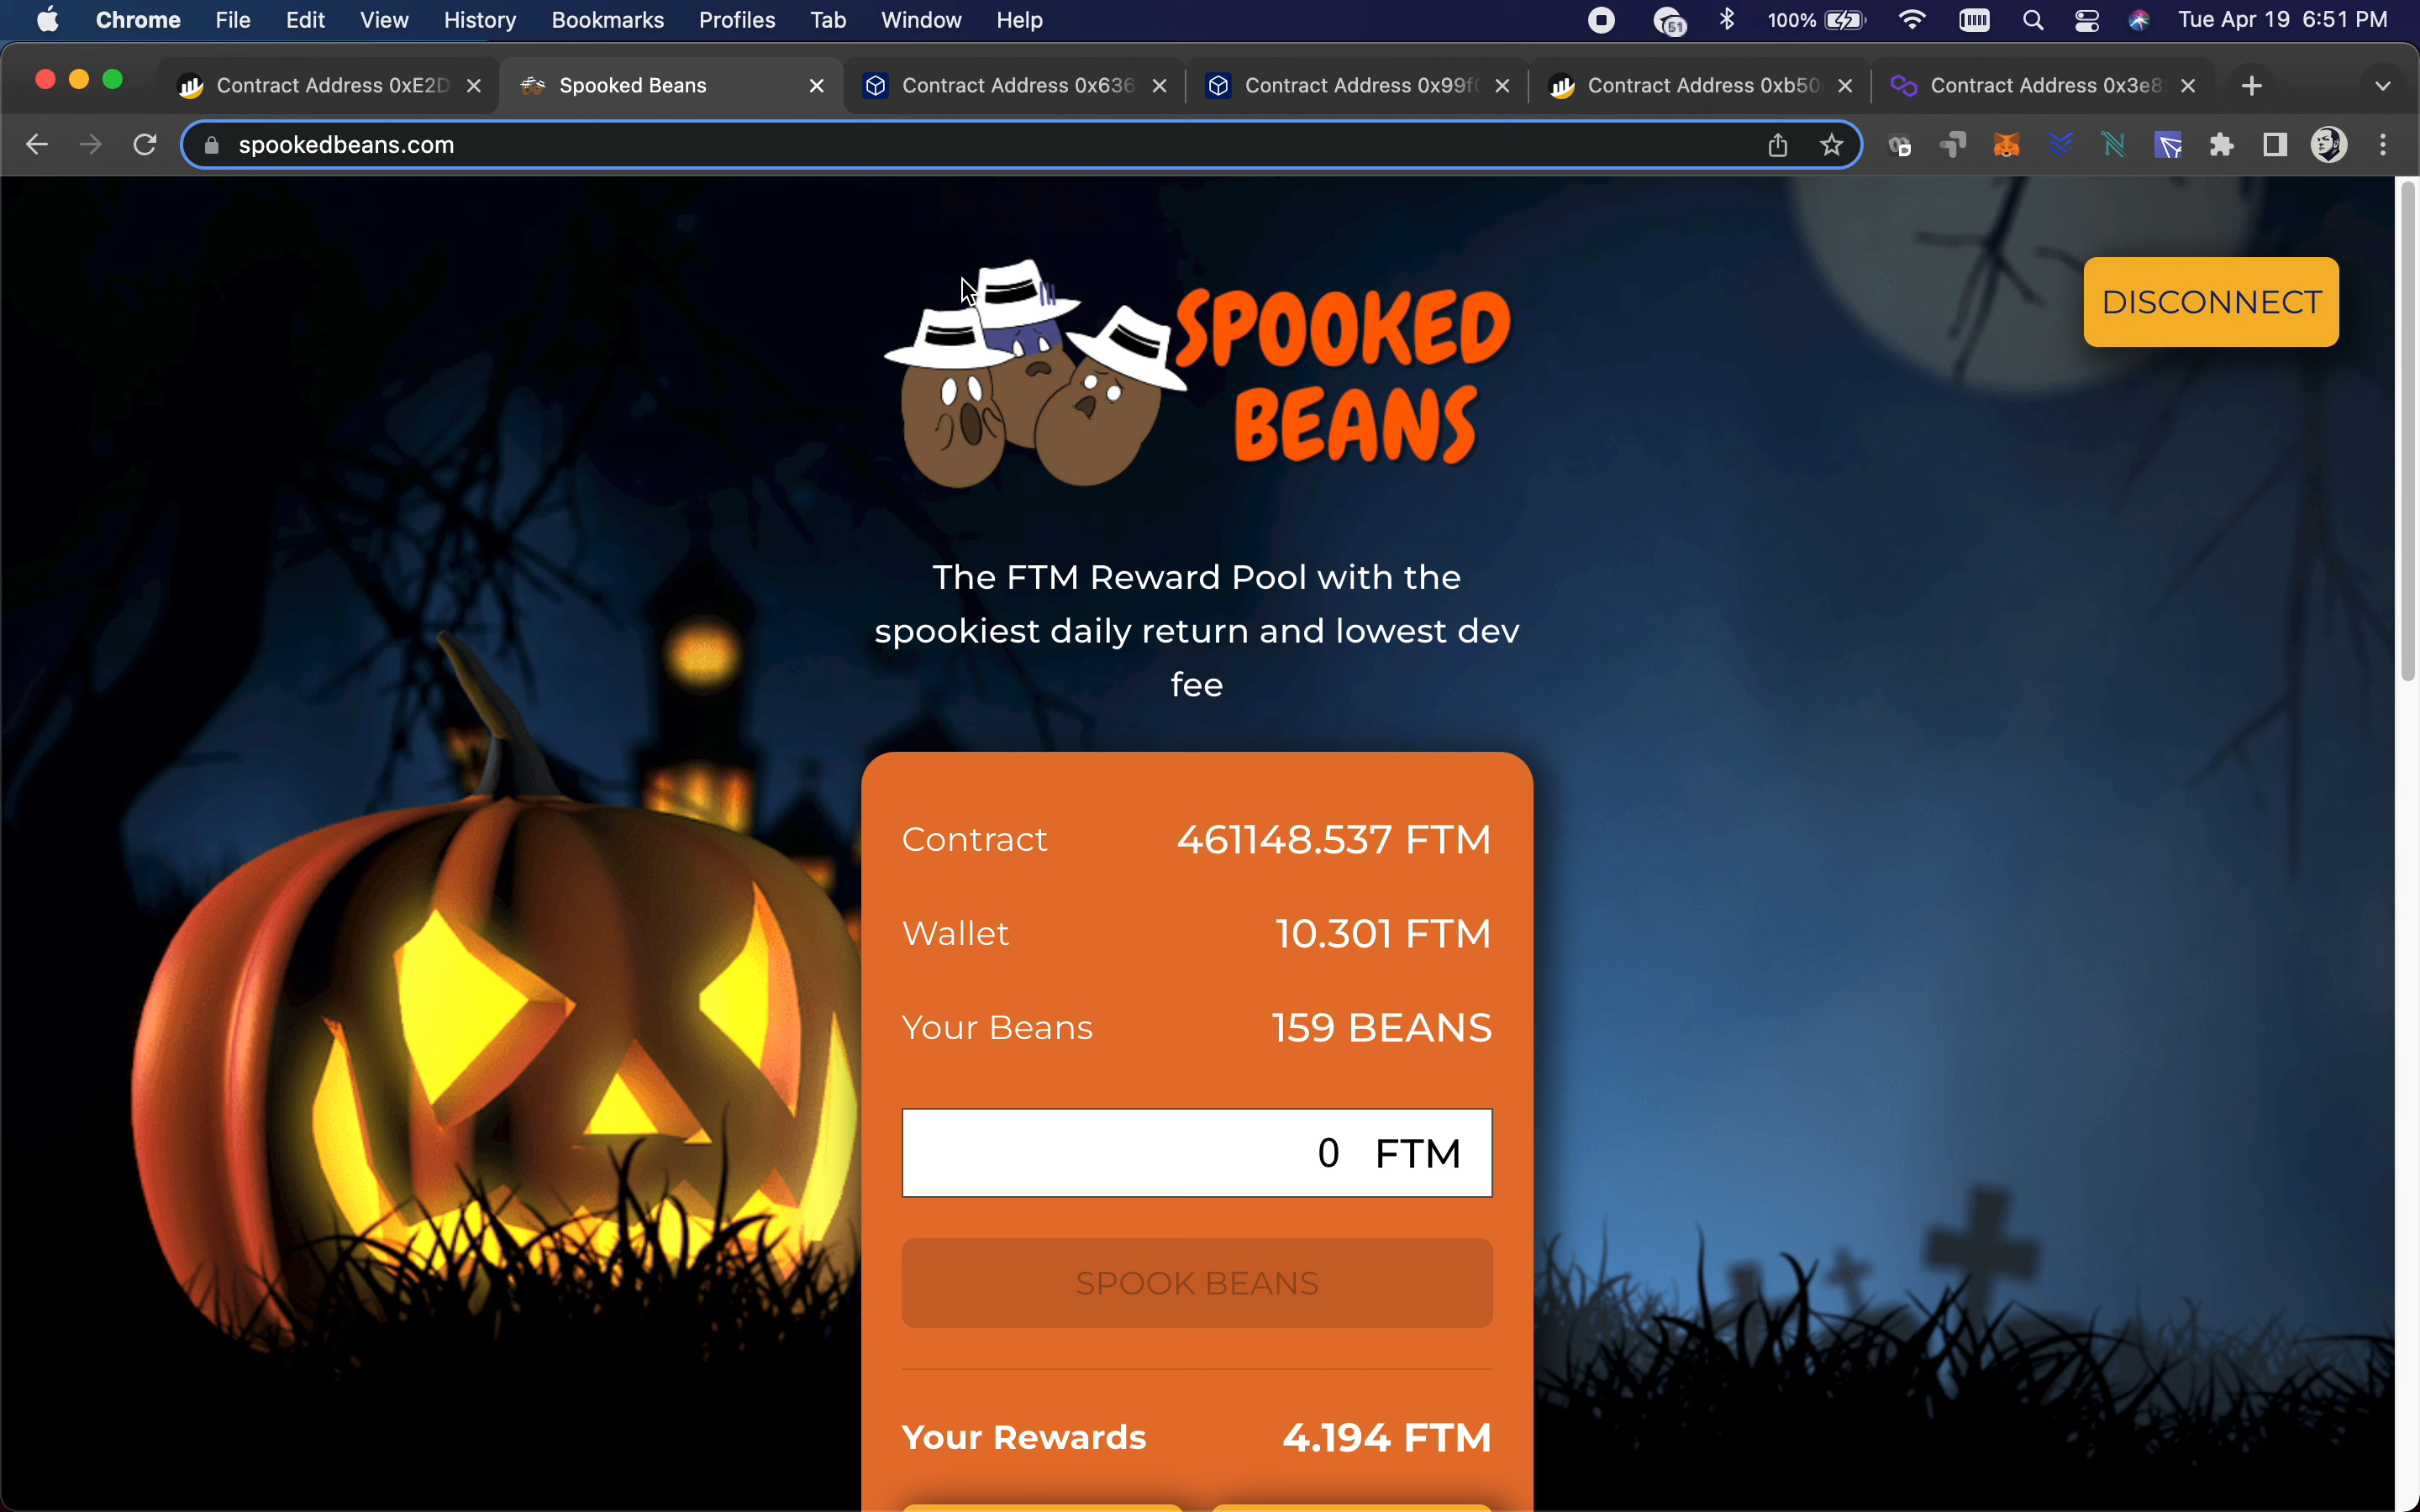 Chrome File Edit View History Bookmarks Profiles Tab Window Help 51 100% Tue Apr 19 6:51 PM
Contract Address 0xE2D Spooked Beans Contract Address 0x636 Contract Address 0x99f Contract Address 0xb50 Contract Address 0x3e8
spookedbeans.com
SPOOKED
BEANS
DISCONNECT
The FTM Reward Pool with the
spookiest daily return and lowest dev
fee
Contract 461148.537 FTM
Wallet 10.301 FTM
Your Beans 159 BEANS
0 FTM
SPOOK BEANS
Your Rewards 4.194 FTM